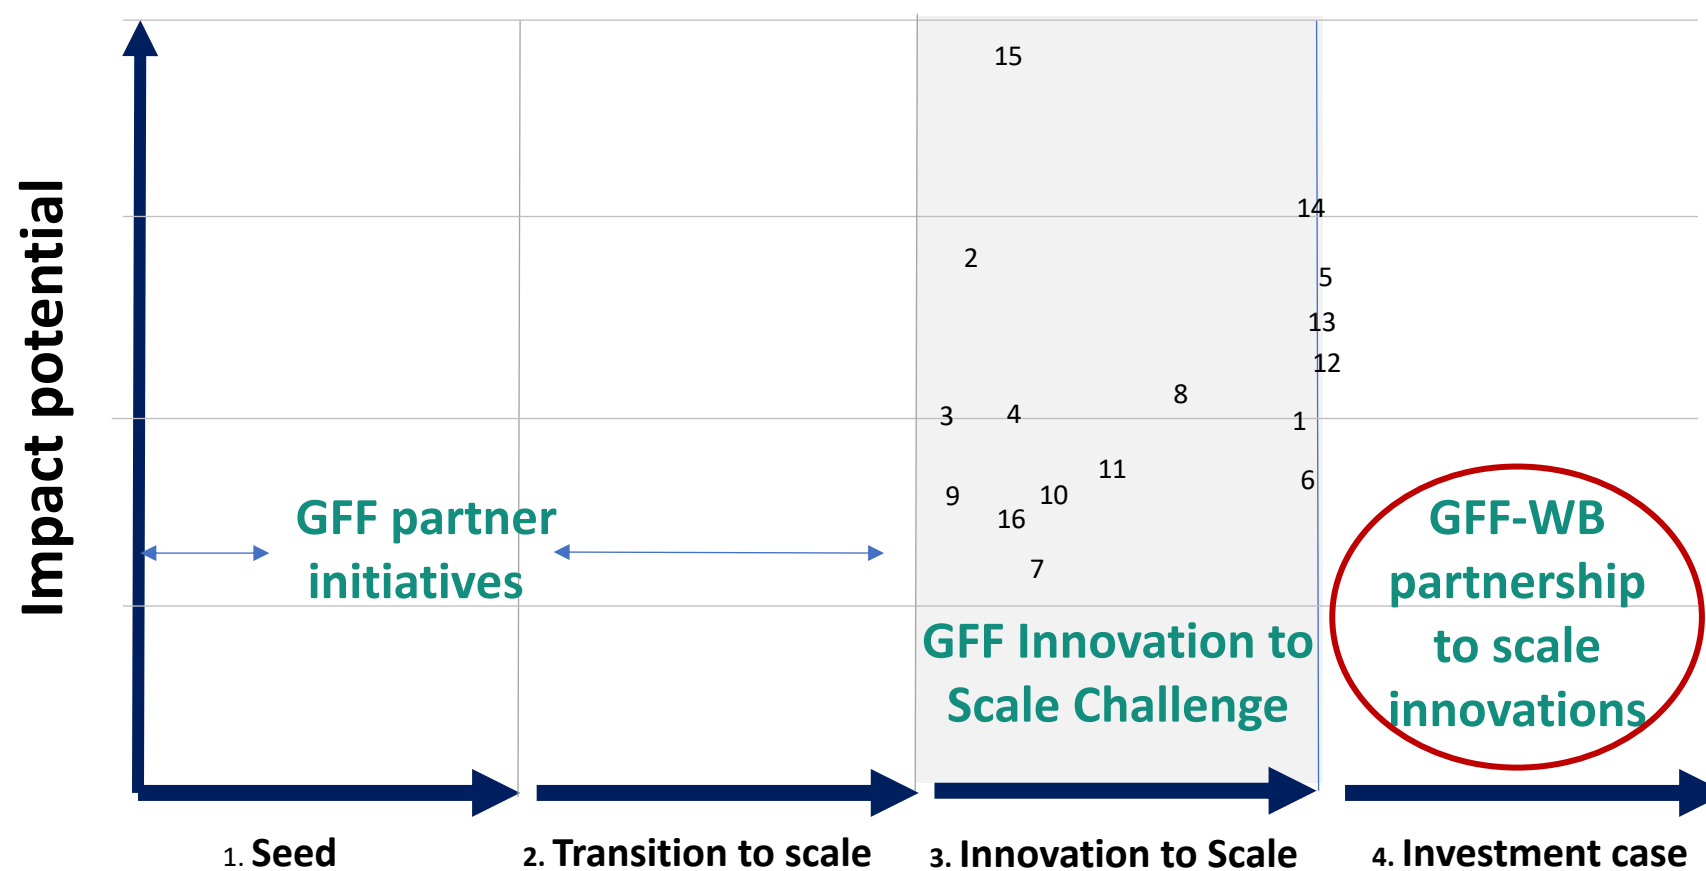 Impact potential
15
14
2
5
13
12
8
3
4
1
11
6
9
10
16
7
GFF partner
initiatives
GFF Innovation to
Scale Challenge
GFF-WB
partnership
to scale
innovations
1. Seed
2. Transition to scale
3. Innovation to Scale
4. Investment case